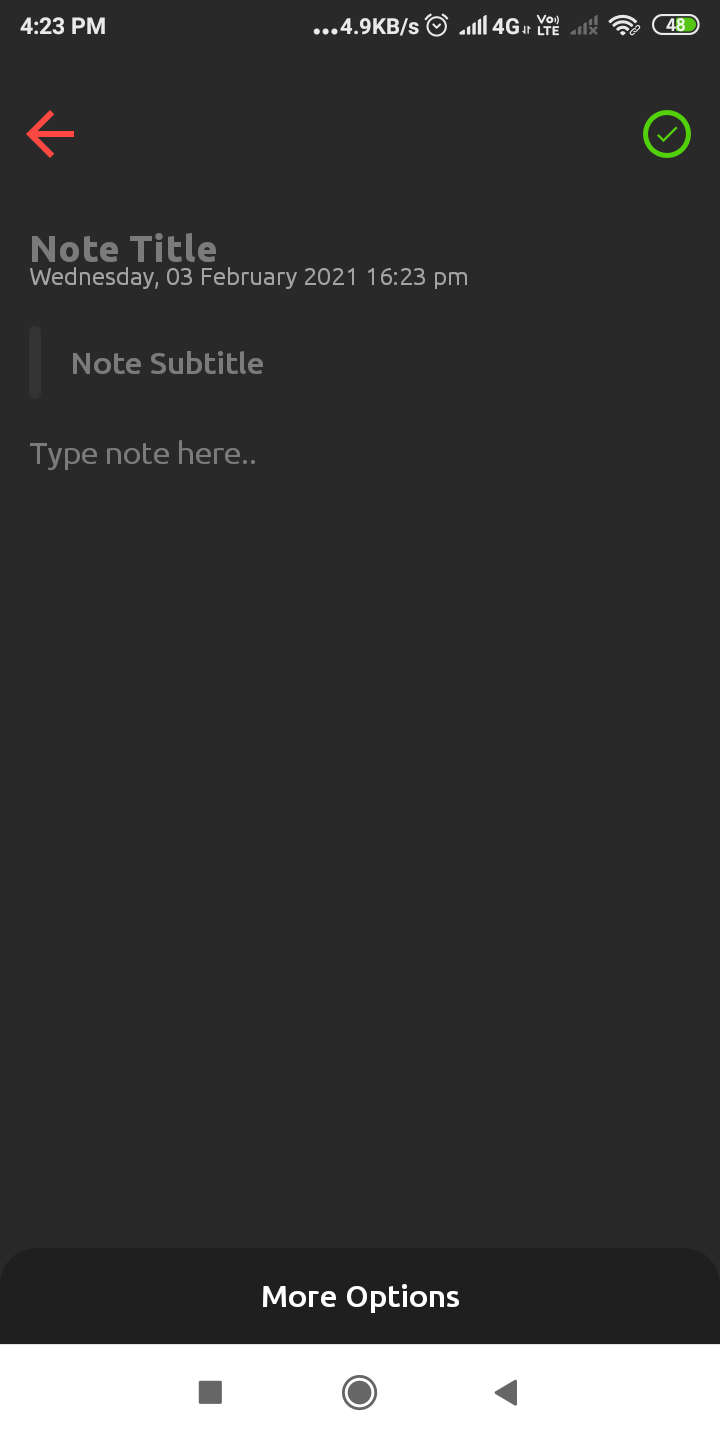 4:23 PM ...4.9KB/s 4G Vo)) LTE 48
Note Title
Wednesday, 03 February 2021 16:23 pm
Note Subtitle
Type note here..
More Options